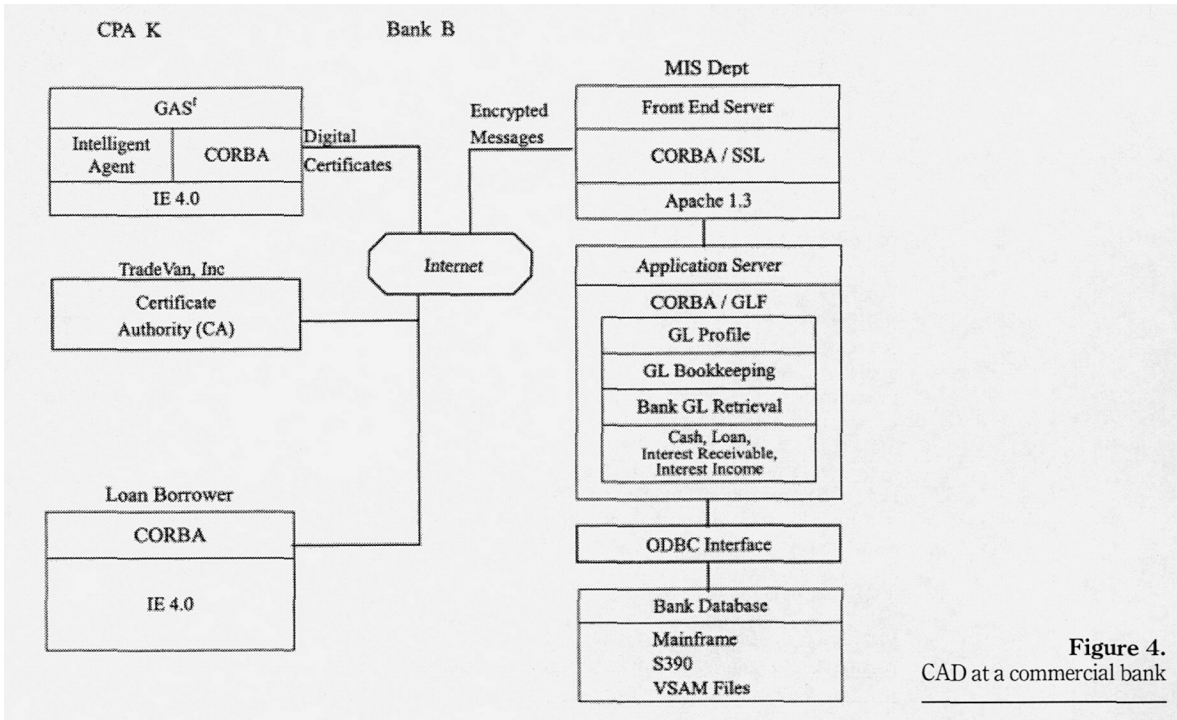 CPA K
Bank B
MIS Dept
GAS^t
Intelligent
Agent
CORBA
IE 4.0
Digital
Certificates
Encrypted
Messages
Front End Server
CORBA / SSL
Apache 1.3
Internet
TradeVan, Inc
Certificate
Authority (CA)
Application Server
CORBA / GLF
GL Profile
GL Bookkeeping
Bank GL Retrieval
Cash, Loan,
Interest Receivable,
Interest Income
Loan Borrower
CORBA
IE 4.0
ODBC Interface
Bank Database
Mainframe
S390
VSAM Files
Figure 4.
CAD at a commercial bank